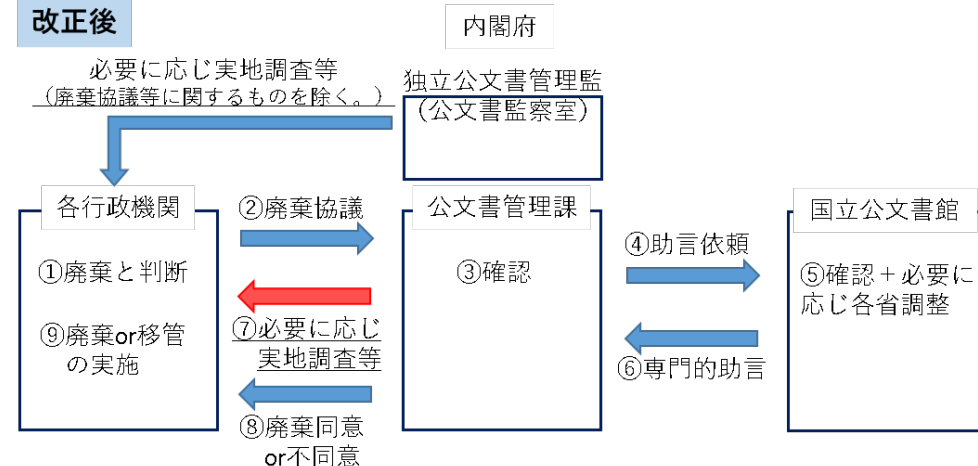 改正後
内閣府
必要に応じ実地調査等
（廃棄協議等に関するものを除く。）
独立公文書管理監
（公文書監察室）
各行政機関
①廃棄と判断
⑨廃棄or移管
の実施
②廃棄協議
⑦必要に応じ
実地調査等
⑧廃棄同意
or不同意
公文書管理課
③確認
④助言依頼
⑥専門的助言
国立公文書館
⑤確認＋必要に
応じ各省調整